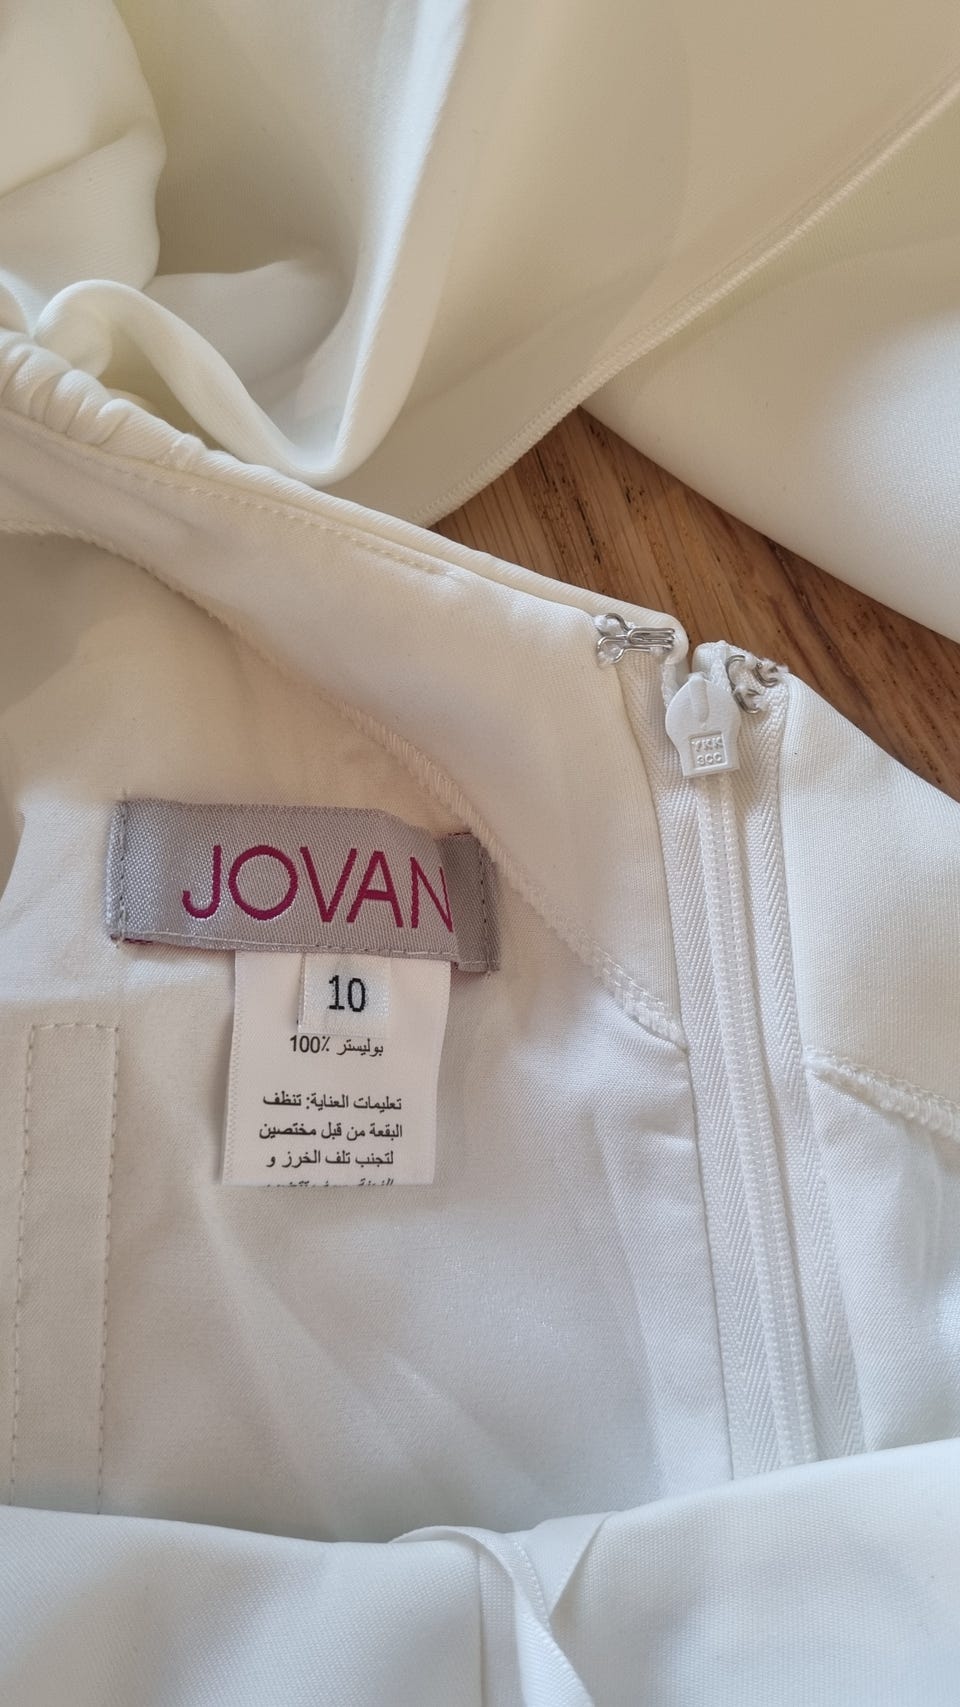 YKK
JOVAN
10
بوليستر 100٪
تعليمات العناية: تنظف
البقعة من قبل مختصين
لتجنب تلف الخرز و